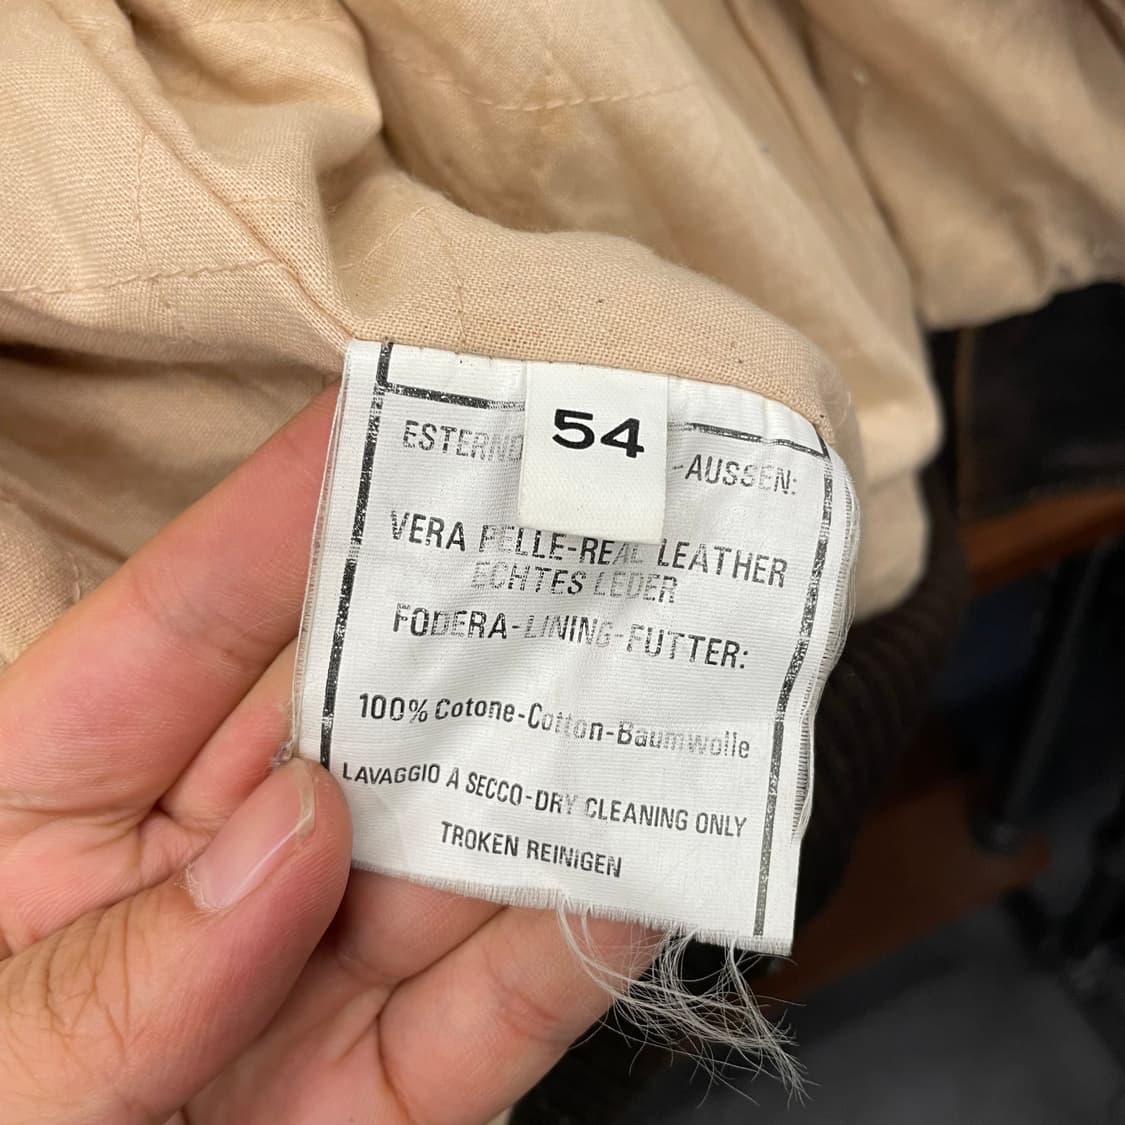 54
ESTERNO -AUSSEN:
VERA PELLE-REAL LEATHER
ECHTES LEDER
FODERA-LINING-FUTTER:
100% Cotone-Cotton-Baumwolle
LAVAGGIO A SECCO-DRY CLEANING ONLY
TROKEN REINIGEN